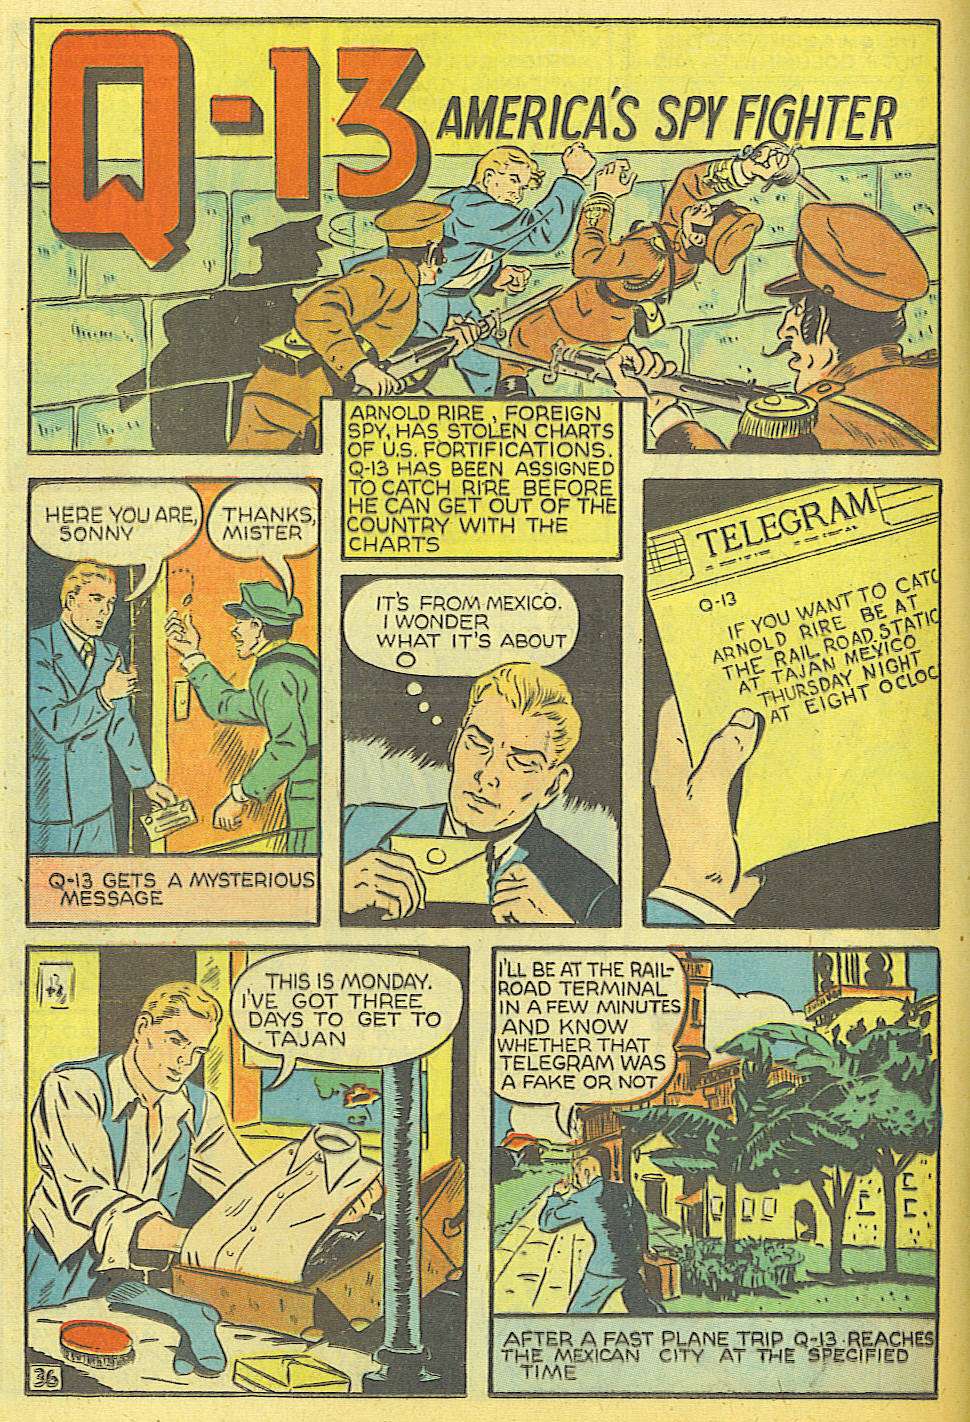 Q-13
AMERICA'S SPY FIGHTER
ARNOLD RIRE, FOREIGN
SPY, HAS STOLEN CHARTS
OF U.S. FORTIFICATIONS.
Q-13 HAS BEEN ASSIGNED
TO CATCH RIRE BEFORE
HE CAN GET OUT OF THE
COUNTRY WITH THE
CHARTS
HERE YOU ARE,
SONNY
THANKS,
MISTER
Q-13 GETS A MYSTERIOUS
MESSAGE
IT'S FROM MEXICO.
I WONDER
WHAT IT'S ABOUT
TELEGRAM
Q-13
IF YOU WANT TO CATC
ARNOLD RIRE BE AT
THE RAIL ROAD STATIO
AT TAJAN MEXICO
THURSDAY NIGHT
AT EIGHT OCLOC
THIS IS MONDAY.
I'VE GOT THREE
DAYS TO GET TO
TAJAN
36
I'LL BE AT THE RAIL-
ROAD TERMINAL
IN A FEW MINUTES
AND KNOW
WHETHER THAT
TELEGRAM WAS
A FAKE OR NOT
AFTER A FAST PLANE TRIP Q-13 REACHES
THE MEXICAN CITY AT THE SPECIFIED
TIME